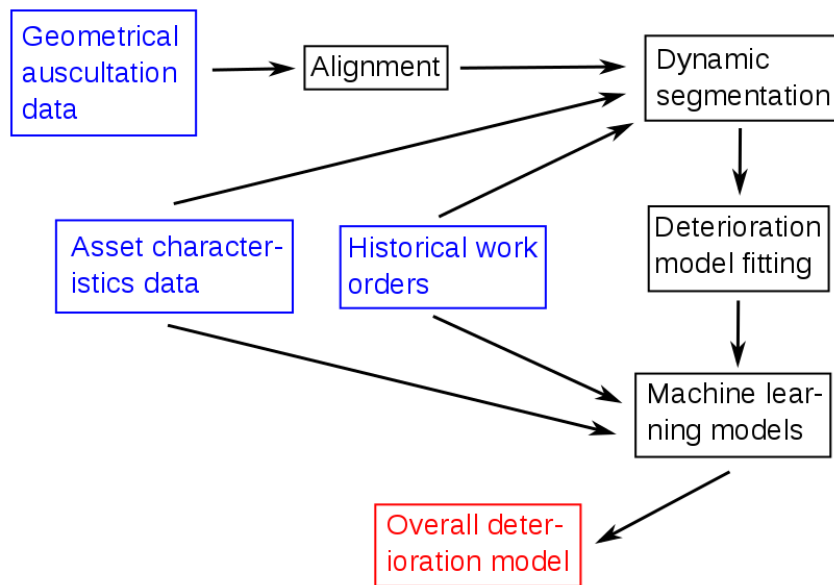 Geometrical
auscultation
data
Alignment
Dynamic
segmentation
Asset character-
istics data
Historical work
orders
Deterioration
model fitting
Machine lear-
ning models
Overall deter-
ioration model